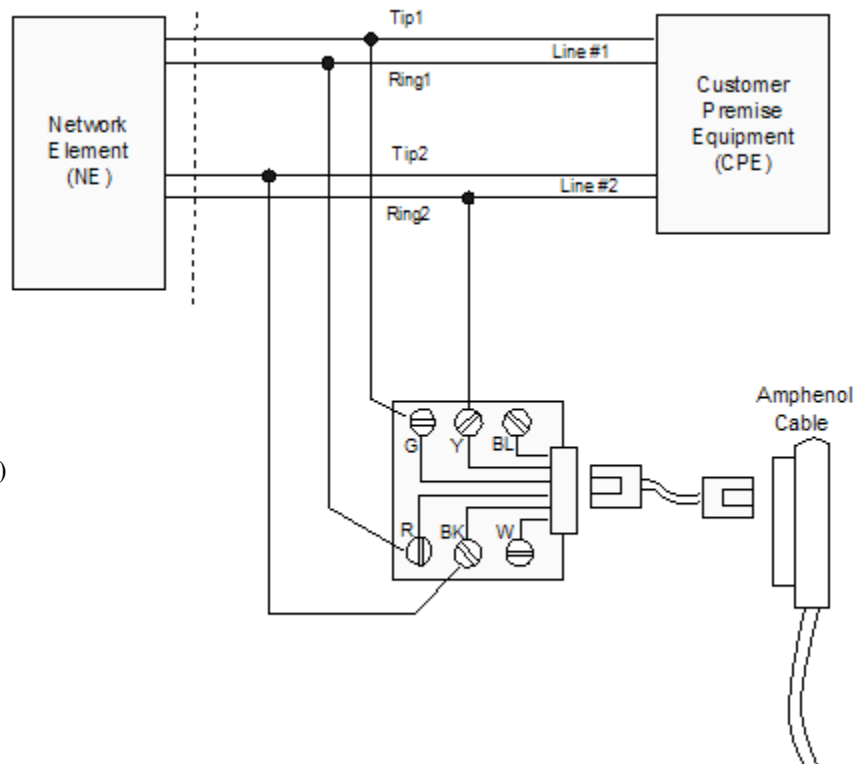 Tip1
Line #1
Ring1
Network
Element
(NE)
Customer
Premise
Equipment
(CPE)
Tip2
Line #2
Ring2
Amphenol
Cable
G
Y
BL
)
R
BK
W